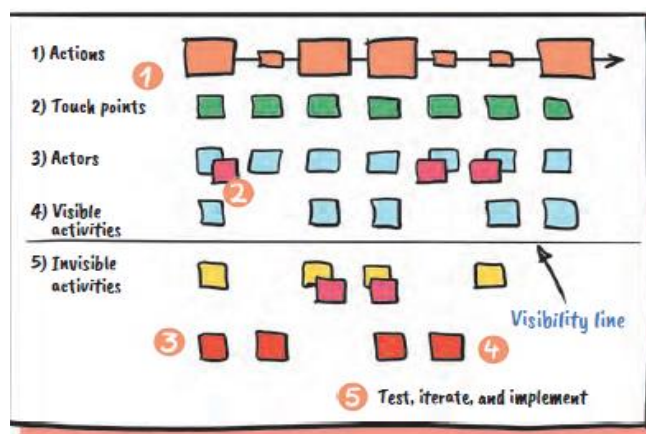 1) Actions
1
2) Touch points
3) Actors
2
4) Visible
activities
5) Invisible
activities
Visibility line
3
4
5 Test, iterate, and implement